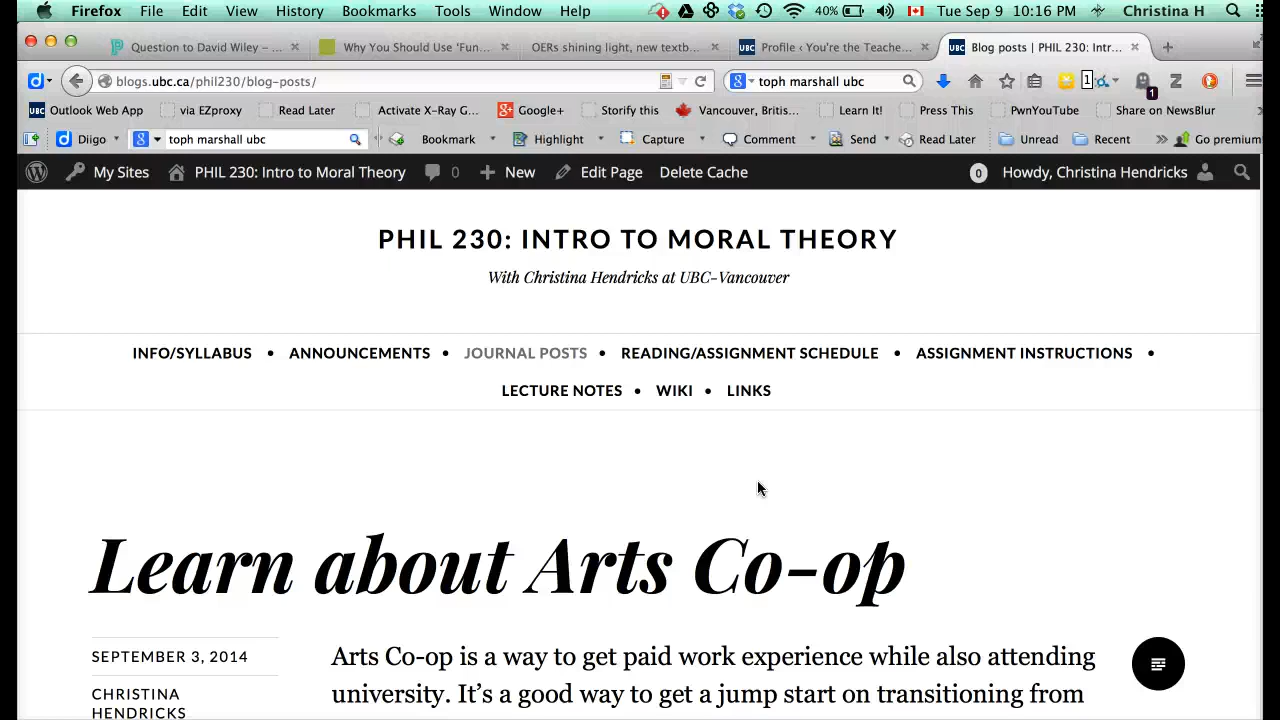 Firefox File Edit View History Bookmarks Tools Window Help 40% Tue Sep 9 10:16 PM Christina H
Question to David Wiley – ... × Why You Should Use 'Fun... × OERs shining light, new textb... × UBC Profile ‹ You're the Teache... × UBC Blog posts | PHIL 230: Intr... × +
blogs.ubc.ca/phil230/blog-posts/ toph marshall ubc 1 1
UBC Outlook Web App via EZproxy Read Later Activate X-Ray G... Google+ Storify this Vancouver, Britis... Learn It! Press This PwnYouTube Share on NewsBlur
Diigo toph marshall ubc Bookmark Highlight Capture Comment Send Read Later Unread Recent Go premium
My Sites PHIL 230: Intro to Moral Theory 0 + New Edit Page Delete Cache 0 Howdy, Christina Hendricks
PHIL 230: INTRO TO MORAL THEORY
With Christina Hendricks at UBC-Vancouver
INFO/SYLLABUS • ANNOUNCEMENTS • JOURNAL POSTS • READING/ASSIGNMENT SCHEDULE • ASSIGNMENT INSTRUCTIONS •
LECTURE NOTES • WIKI • LINKS
Learn about Arts Co-op
SEPTEMBER 3, 2014
CHRISTINA
HENDRICKS
Arts Co-op is a way to get paid work experience while also attending
university. It's a good way to get a jump start on transitioning from